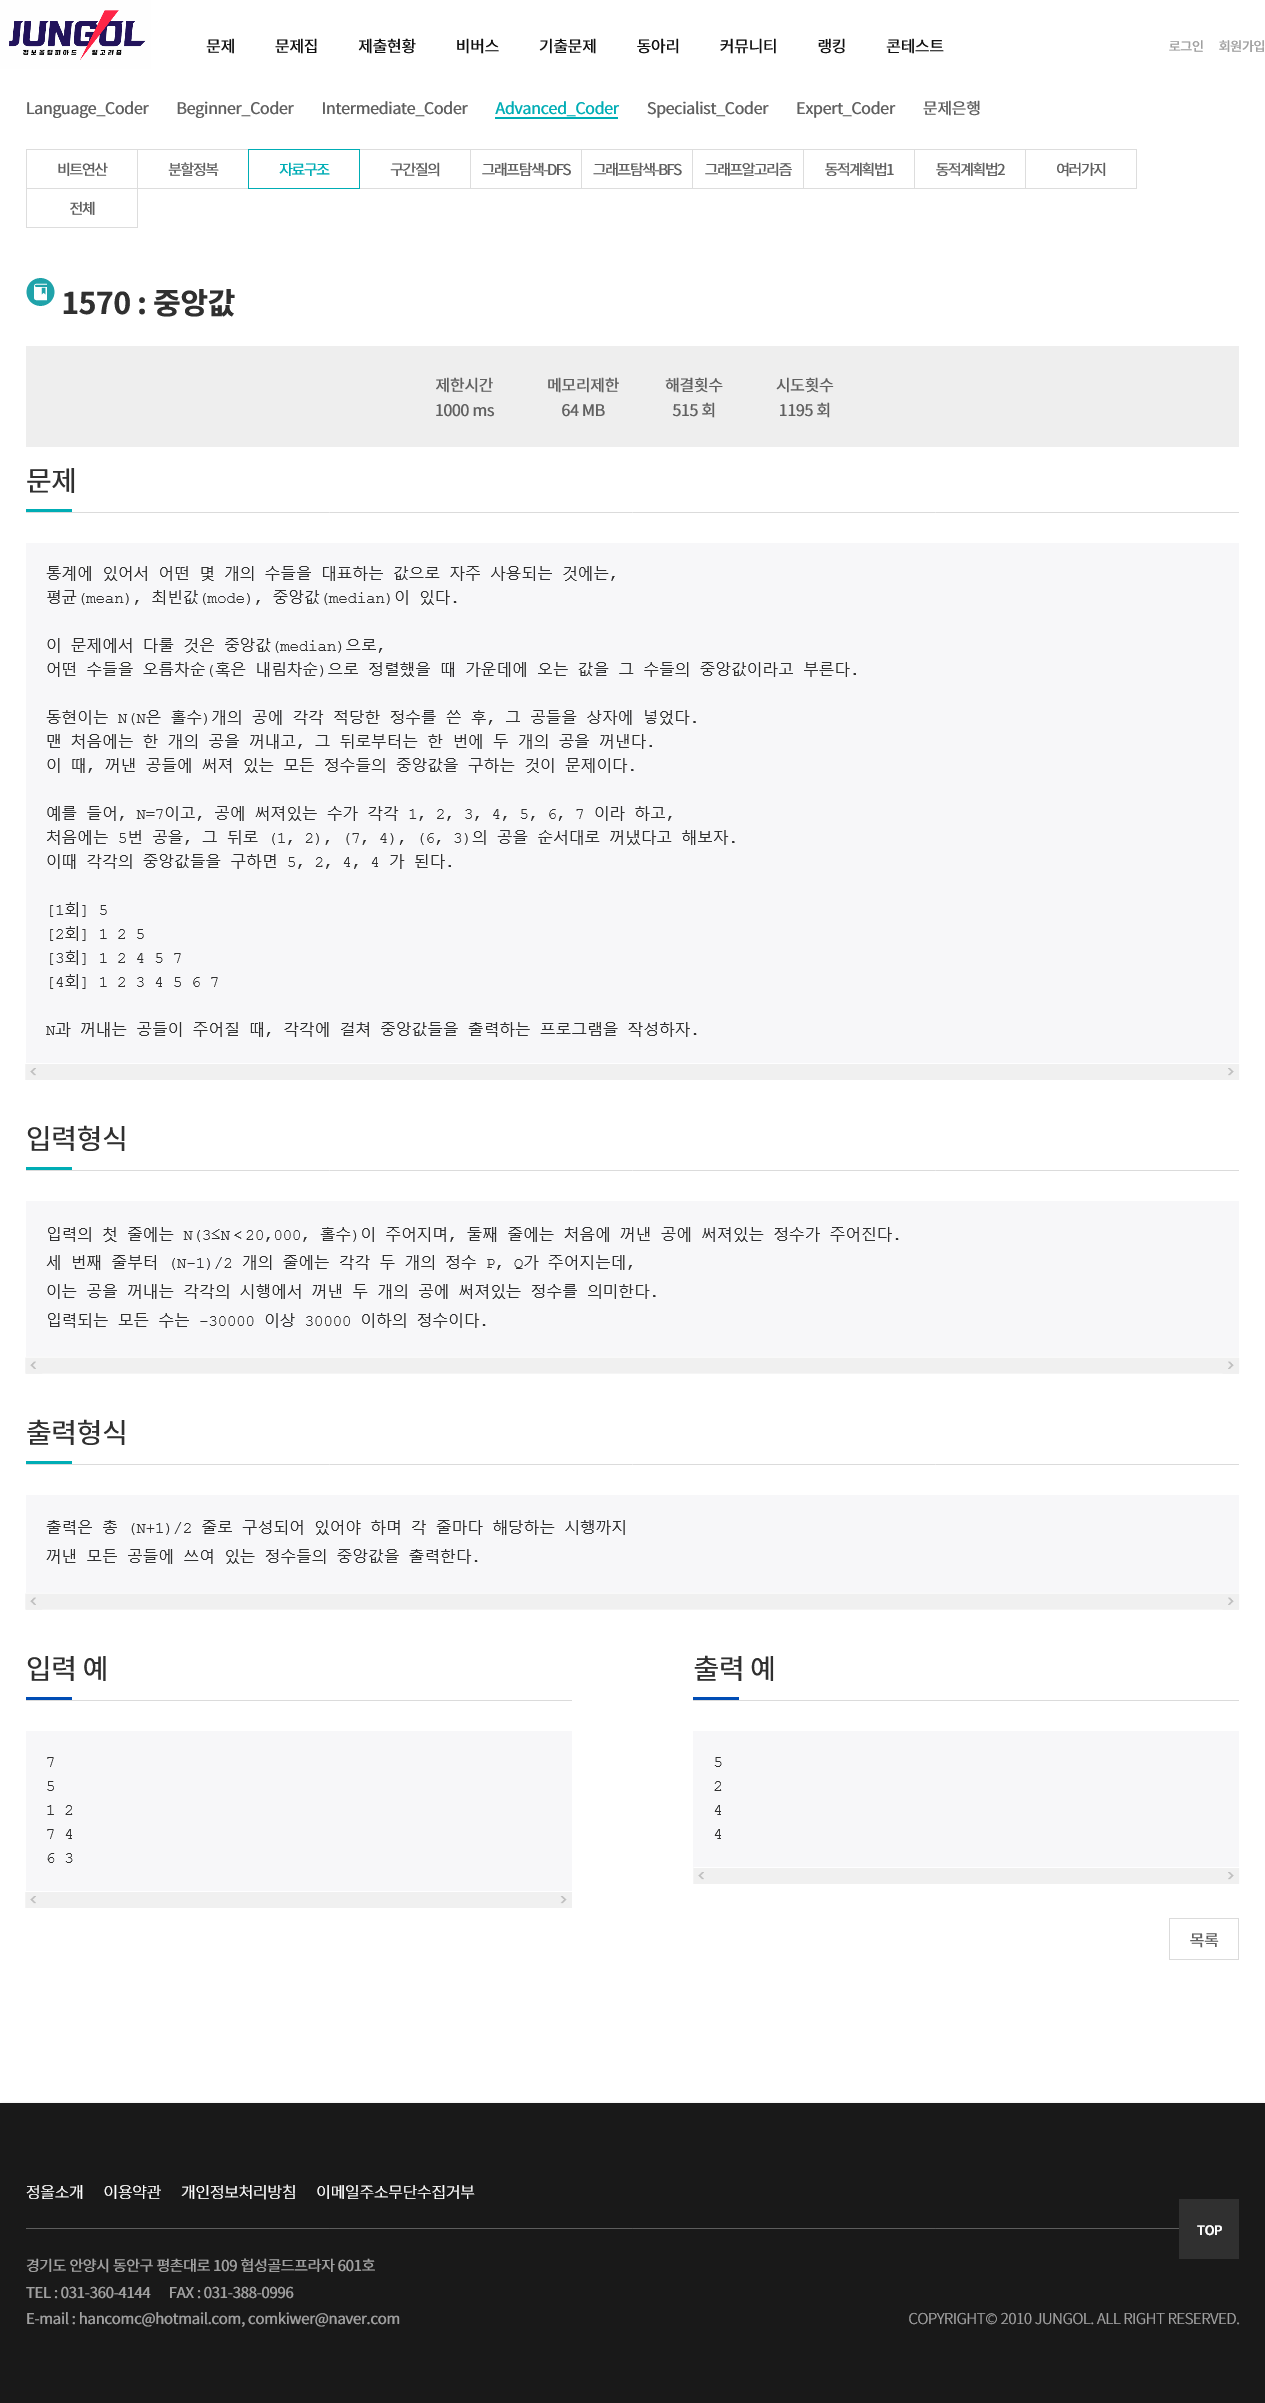 JUNGOL
정보올림피아드 알고리즘
문제 문제집 제출현황 비버스 기출문제 동아리 커뮤니티 랭킹 콘테스트 로그인 회원가입
Language_Coder Beginner_Coder Intermediate_Coder Advanced_Coder Specialist_Coder Expert_Coder 문제은행
비트연산 분할정복 자료구조 구간질의 그래프탐색-DFS 그래프탐색-BFS 그래프알고리즘 동적계획법1 동적계획법2 여러가지
전체
1570 : 중앙값
제한시간 메모리제한 해결횟수 시도횟수
1000 ms 64 MB 515 회 1195 회
문제
통계에 있어서 어떤 몇 개의 수들을 대표하는 값으로 자주 사용되는 것에는,
평균(mean), 최빈값(mode), 중앙값(median)이 있다.
이 문제에서 다룰 것은 중앙값(median)으로,
어떤 수들을 오름차순(혹은 내림차순)으로 정렬했을 때 가운데에 오는 값을 그 수들의 중앙값이라고 부른다.
동현이는 N(N은 홀수)개의 공에 각각 적당한 정수를 쓴 후, 그 공들을 상자에 넣었다.
맨 처음에는 한 개의 공을 꺼내고, 그 뒤로부터는 한 번에 두 개의 공을 꺼낸다.
이 때, 꺼낸 공들에 써져 있는 모든 정수들의 중앙값을 구하는 것이 문제이다.
예를 들어, N=7이고, 공에 써져있는 수가 각각 1, 2, 3, 4, 5, 6, 7 이라 하고,
처음에는 5번 공을, 그 뒤로 (1, 2), (7, 4), (6, 3)의 공을 순서대로 꺼냈다고 해보자.
이때 각각의 중앙값들을 구하면 5, 2, 4, 4 가 된다.
[1회] 5
[2회] 1 2 5
[3회] 1 2 4 5 7
[4회] 1 2 3 4 5 6 7
N과 꺼내는 공들이 주어질 때, 각각에 걸쳐 중앙값들을 출력하는 프로그램을 작성하자.
입력형식
입력의 첫 줄에는 N(3≤N<20,000, 홀수)이 주어지며, 둘째 줄에는 처음에 꺼낸 공에 써져있는 정수가 주어진다.
세 번째 줄부터 (N-1)/2 개의 줄에는 각각 두 개의 정수 P, Q가 주어지는데,
이는 공을 꺼내는 각각의 시행에서 꺼낸 두 개의 공에 써져있는 정수를 의미한다.
입력되는 모든 수는 -30000 이상 30000 이하의 정수이다.
출력형식
출력은 총 (N+1)/2 줄로 구성되어 있어야 하며 각 줄마다 해당하는 시행까지
꺼낸 모든 공들에 쓰여 있는 정수들의 중앙값을 출력한다.
입력 예
7
5
1 2
7 4
6 3
출력 예
5
2
4
4
목록
정올소개 이용약관 개인정보처리방침 이메일주소무단수집거부
TOP
경기도 안양시 동안구 평촌대로 109 협성골드프라자 601호
TEL : 031-360-4144 FAX : 031-388-0996
E-mail : hancomc@hotmail.com, comkiwer@naver.com
COPYRIGHT© 2010 JUNGOL. ALL RIGHT RESERVED.